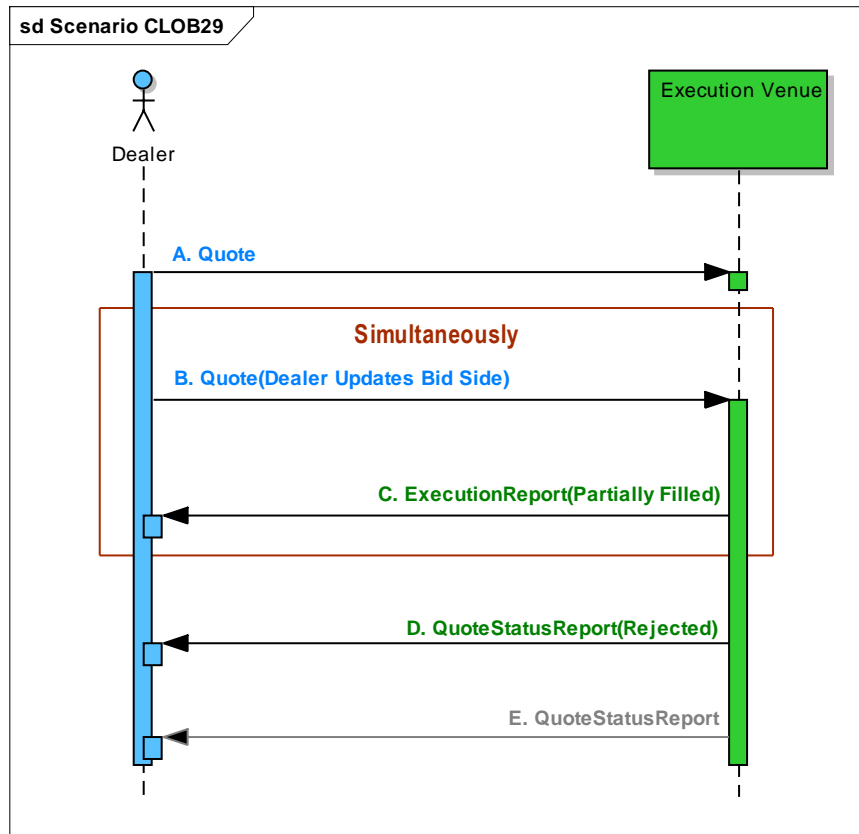 sd Scenario CLOB29
Dealer
Execution Venue
A. Quote
Simultaneously
B. Quote(Dealer Updates Bid Side)
C. ExecutionReport(Partially Filled)
D. QuoteStatusReport(Rejected)
E. QuoteStatusReport